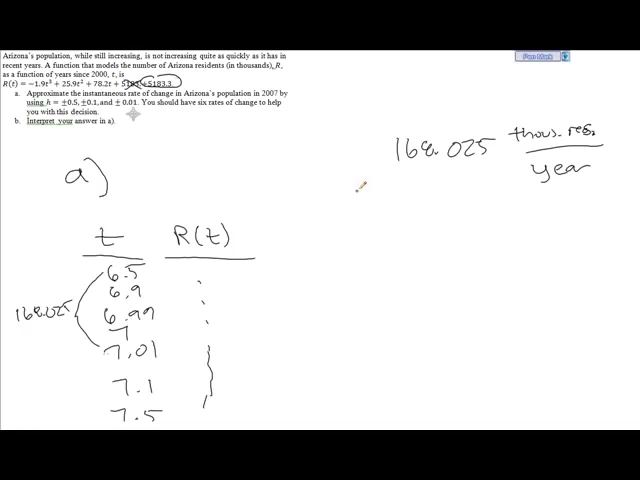 Arizona's population, while still increasing, is not increasing quite as quickly as it has in
recent years. A function that models the number of Arizona residents (in thousands), R,
as a function of years since 2000, t, is
R(t) = −1.9t³ + 25.9t² + 78.2t + 5183.3
a. Approximate the instantaneous rate of change in Arizona's population in 2007 by
using h = ±0.5, ±0.1, and ± 0.01. You should have six rates of change to help
you with this decision.
b. Interpret your answer in a).
Pen Mark
168.025 thous. res.
year
a)
t R(t)
6.5
6.9
168.025 6.99
7
7.01
7.1
7.5